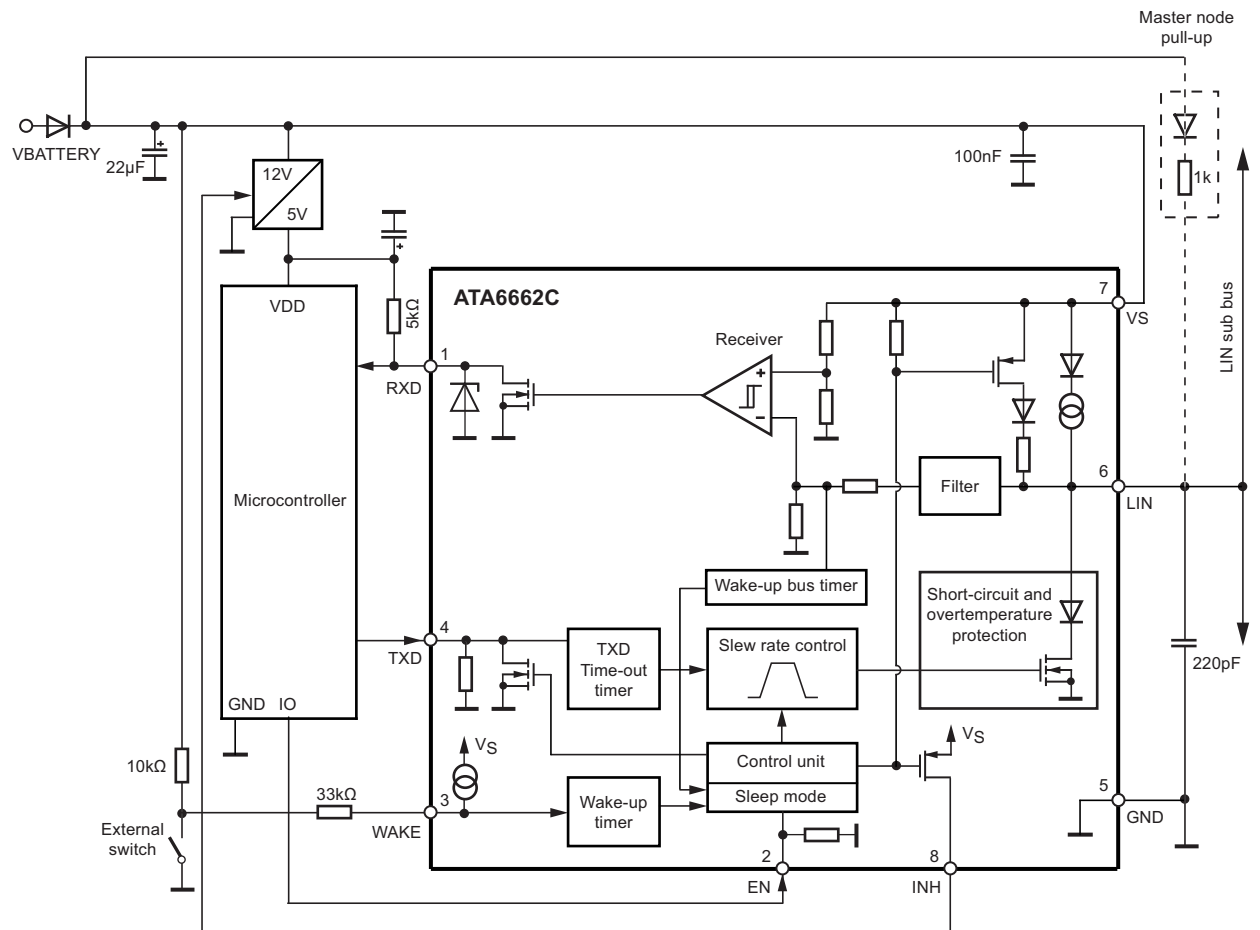 Master node
pull-up
VBATTERY
22µF
+
12V
5V
100nF
1k
+
LIN sub bus
VDD
5kΩ
ATA6662C
7
VS
Receiver
1
RXD
+
−
Microcontroller
Filter
6
LIN
Wake-up bus timer
Short-circuit and
overtemperature
protection
4
TXD
TXD
Time-out
timer
Slew rate control
220pF
GND
IO
VS
VS
10kΩ
Control unit
33kΩ
3
WAKE
Wake-up
timer
Sleep mode
5
GND
External
switch
2
EN
8
INH